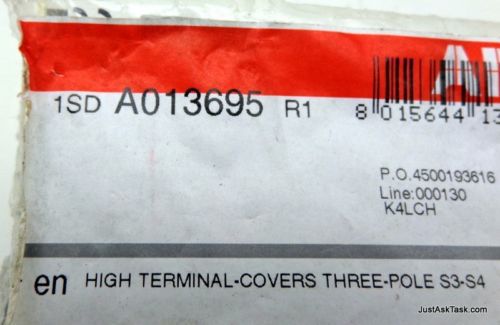 1SD A013695 R1
8 015644 13
P.O.4500193616
Line:000130
K4LCH
en HIGH TERMINAL-COVERS THREE-POLE S3-S4
JustAskTask.com